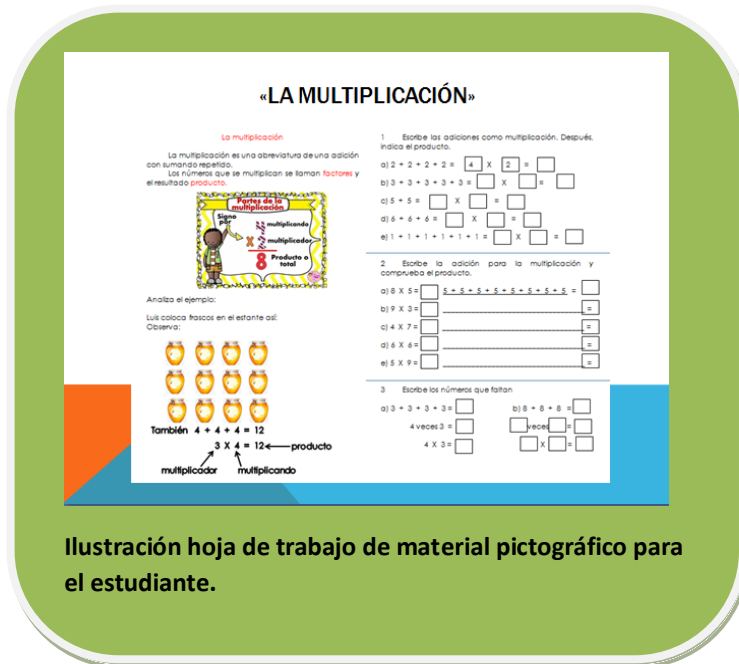 «LA MULTIPLICACIÓN»
La multiplicación
La multiplicación es una abreviatura de una adición
con sumando repetido.
Los números que se multiplican se llaman factores y
el resultado producto.
Partes de la
multiplicación
Signo
por
multiplicando
X 2 multiplicador
8 Producto o
total
Analiza el ejemplo:
Luis coloca frascos en el estante así:
Observa:
También 4 + 4 + 4 = 12
3 X 4 = 12 producto
multiplicador multiplicando
1 Escribe las adiciones como multiplicación. Después,
indica el producto.
a) 2 + 2 + 2 + 2 = 4 X 2 =
b) 3 + 3 + 3 + 3 + 3 = X =
c) 5 + 5 = X =
d) 6 + 6 + 6 = X =
e) 1 + 1 + 1 + 1 + 1 + 1 = X =
2 Escribe la adición para la multiplicación y
comprueba el producto.
a) 8 X 5 = 5 + 5 + 5 + 5 + 5 + 5 + 5 + 5 =
b) 9 X 3 = =
c) 4 X 7 = =
d) 6 X 6 = =
e) 5 X 9 = =
3 Escribe los números que faltan
a) 3 + 3 + 3 + 3 = b) 8 + 8 + 8 =
4 veces 3 = veces =
4 X 3 = X =
Ilustración hoja de trabajo de material pictográfico para
el estudiante.